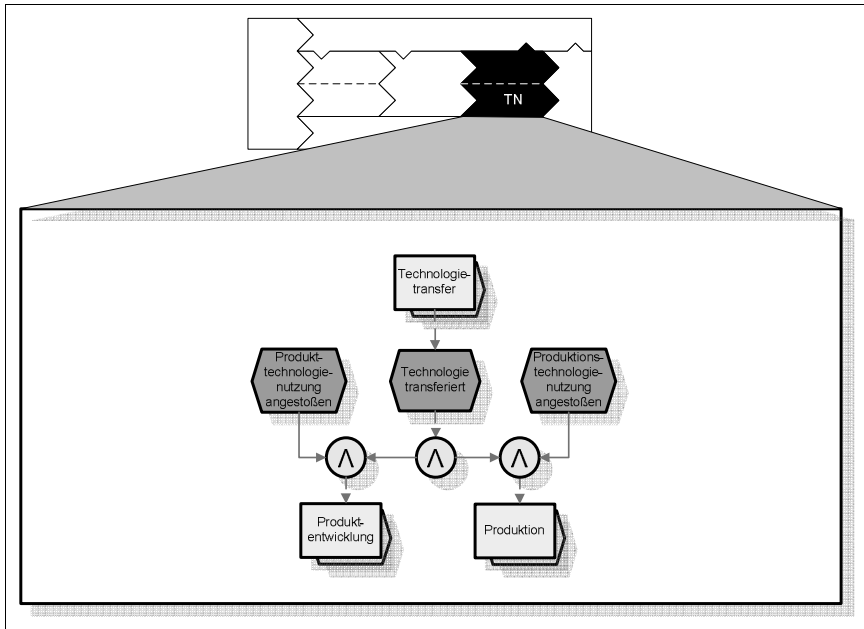 TN
Technologie-
transfer
Produkt-
technologie-
nutzung
angestoßen
Technologie
transferiert
Produktions-
technologie-
nutzung
angestoßen
Λ
Λ
Λ
Produkt-
entwicklung
Produktion